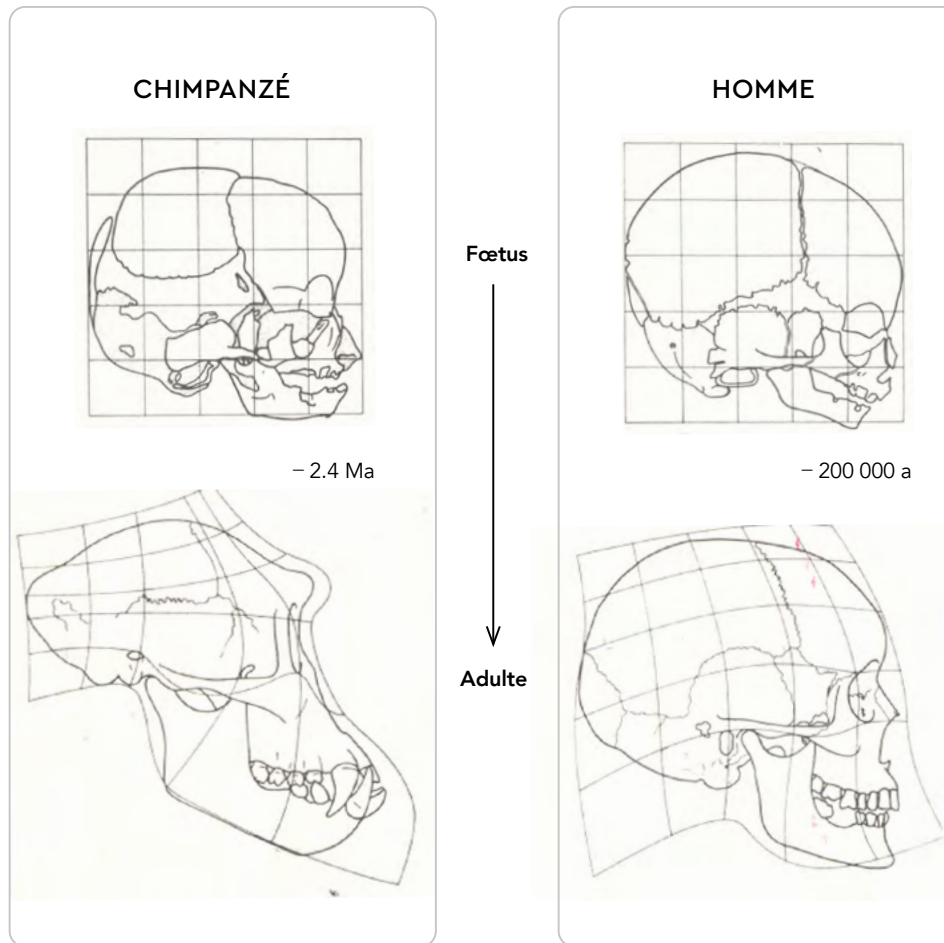 CHIMPANZÉ
HOMME
Fœtus
– 2.4 Ma
– 200 000 a
Adulte